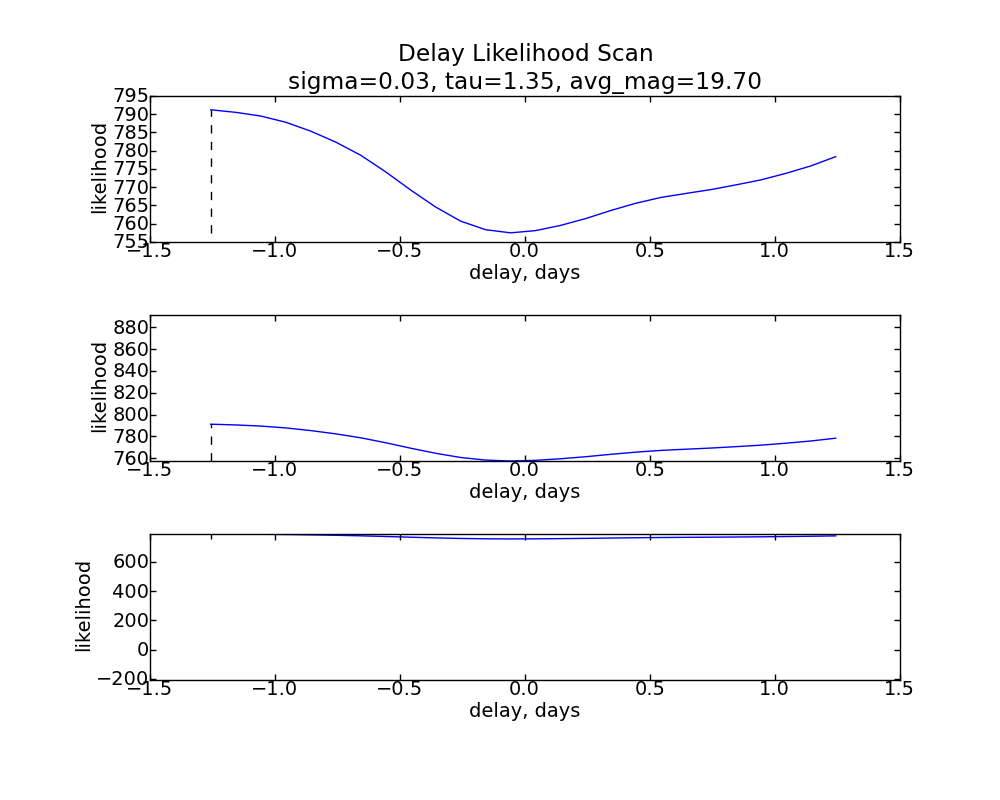 Delay Likelihood Scan
sigma=0.03, tau=1.35, avg_mag=19.70
795
790
785
780
775
770
765
760
755
likelihood
−1.5 −1.0 −0.5 0.0 0.5 1.0 1.5
delay, days
880
860
840
820
800
780
760
likelihood
−1.5 −1.0 −0.5 0.0 0.5 1.0 1.5
delay, days
600
400
200
0
−200
likelihood
−1.5 −1.0 −0.5 0.0 0.5 1.0 1.5
delay, days